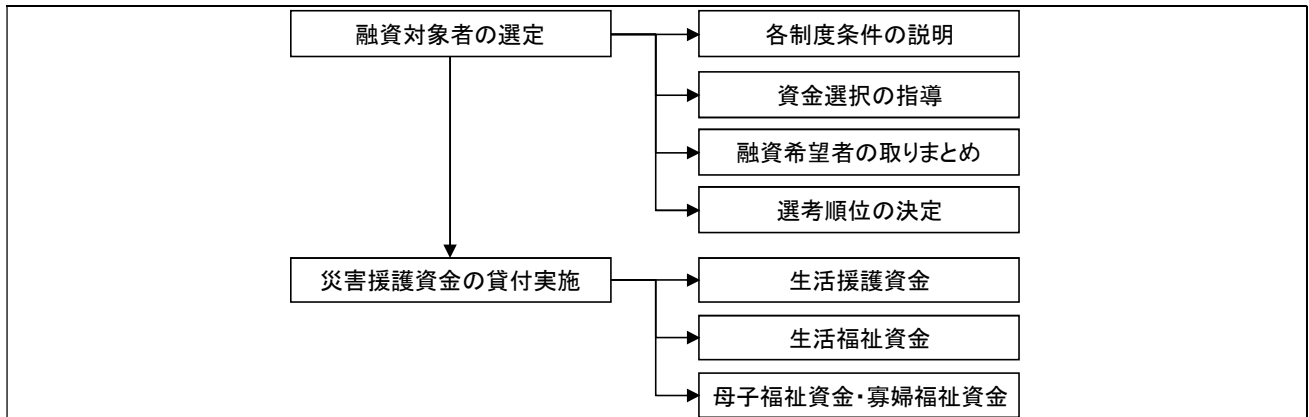 融資対象者の選定
各制度条件の説明
資金選択の指導
融資希望者の取りまとめ
選考順位の決定
災害援護資金の貸付実施
生活援護資金
生活福祉資金
母子福祉資金・寡婦福祉資金